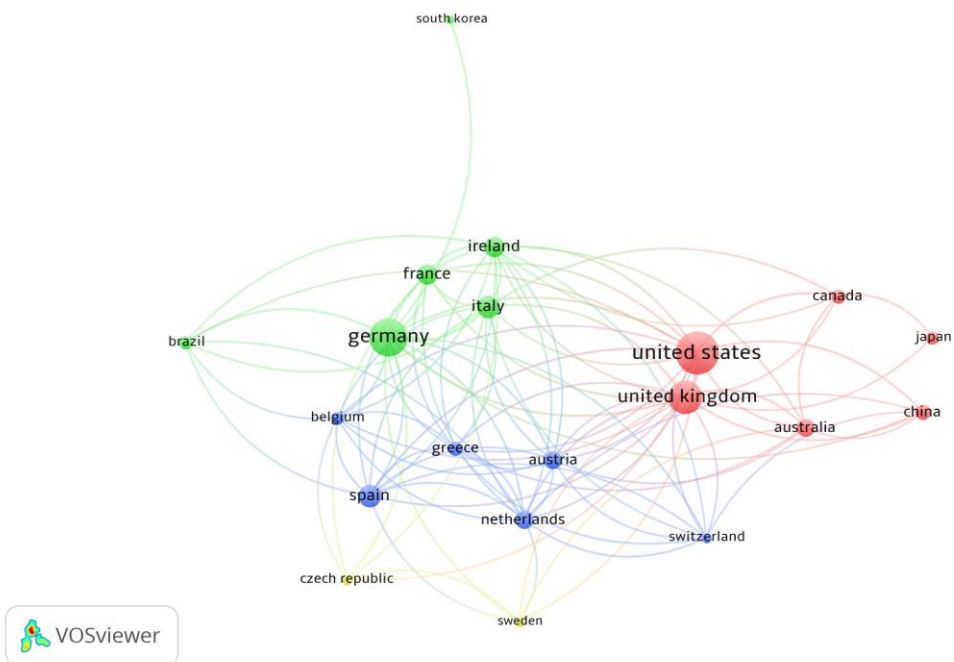 south korea
ireland
france
canada
italy
japan
brazil
germany
united states
united kingdom
china
belgium
australia
greece
austria
spain
netherlands
switzerland
czech republic
sweden
VOSviewer